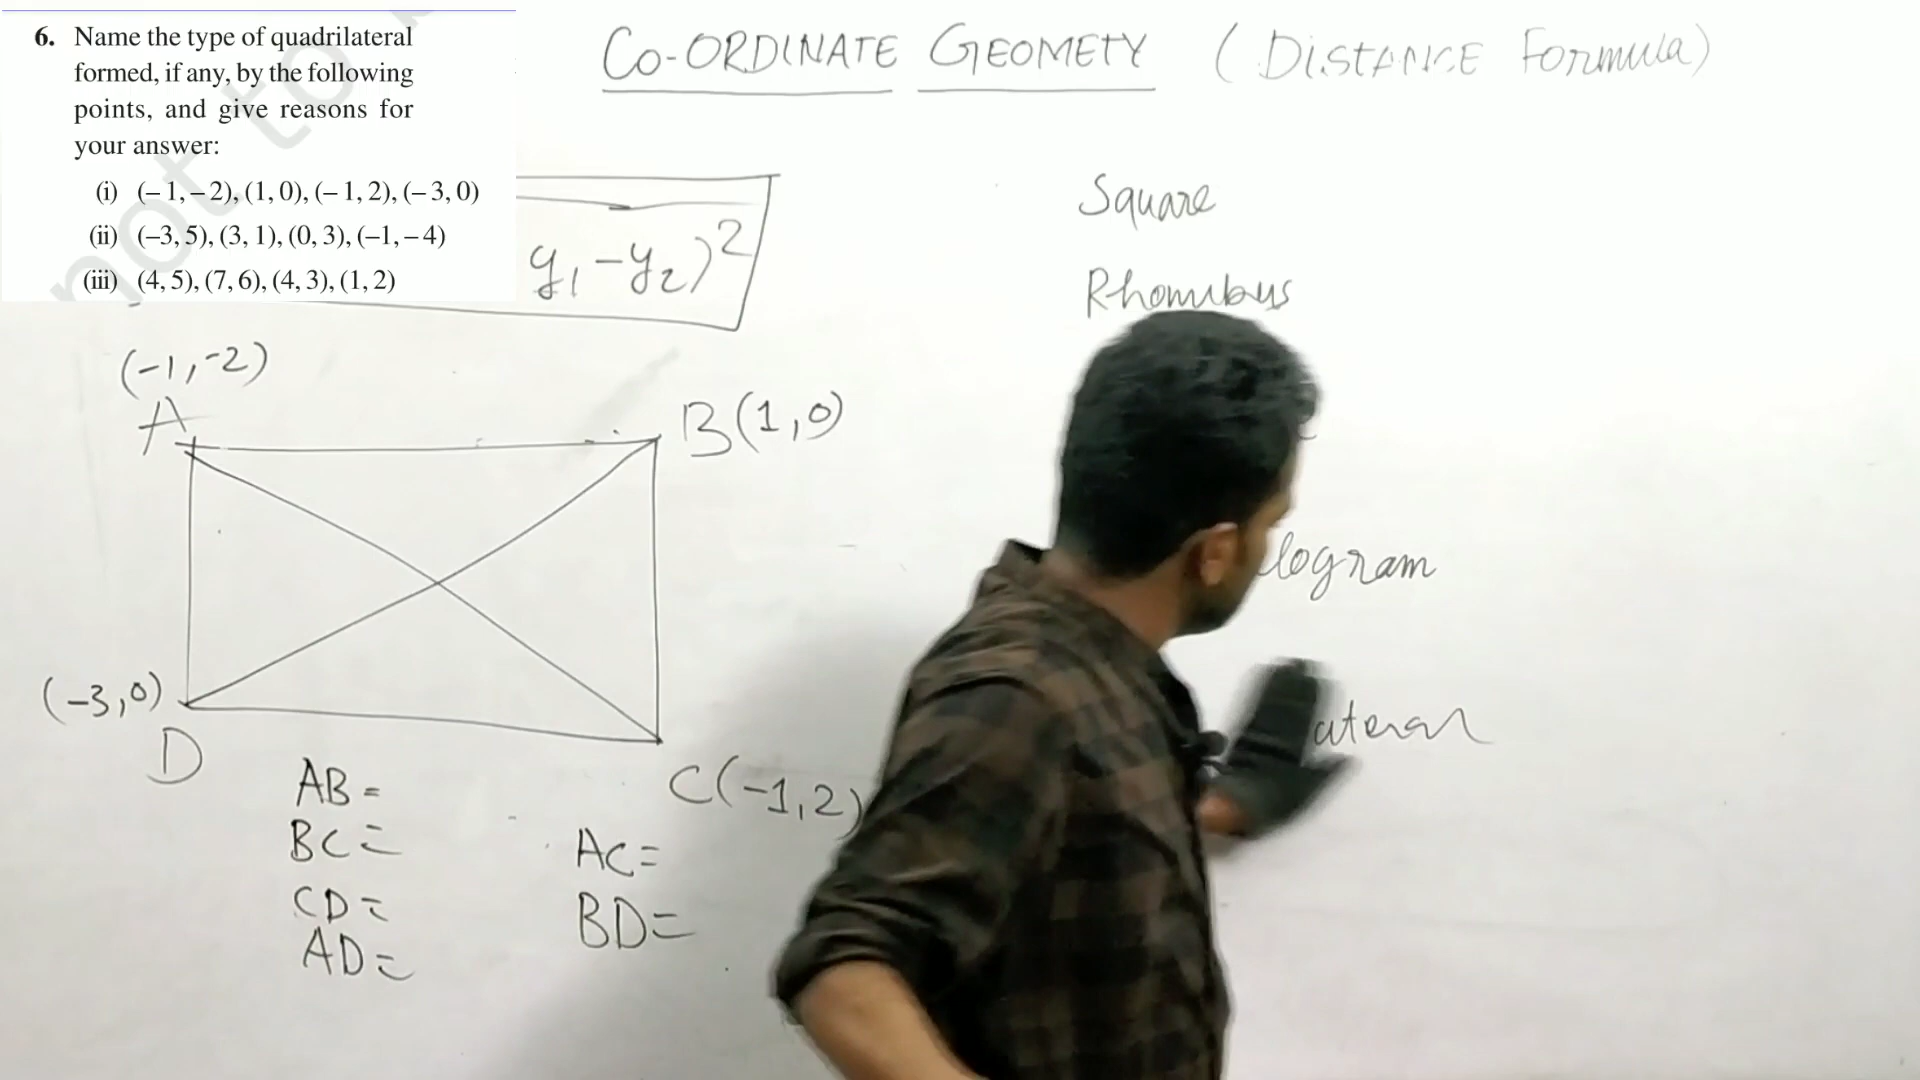 6. Name the type of quadrilateral
formed, if any, by the following
points, and give reasons for
your answer:
(i) (– 1, – 2), (1, 0), (– 1, 2), (– 3, 0)
(ii) (–3, 5), (3, 1), (0, 3), (–1, – 4)
(iii) (4, 5), (7, 6), (4, 3), (1, 2)
CO-ORDINATE GEOMETY (DISTANCE Formula)
y₁-y₂)²
Square
Rhombus
logram
ateral
(-1,-2)
A
B(1,0)
(-3,0)
D
C(-1,2)
AB=
BC=
CD=
AD=
AC=
BD=